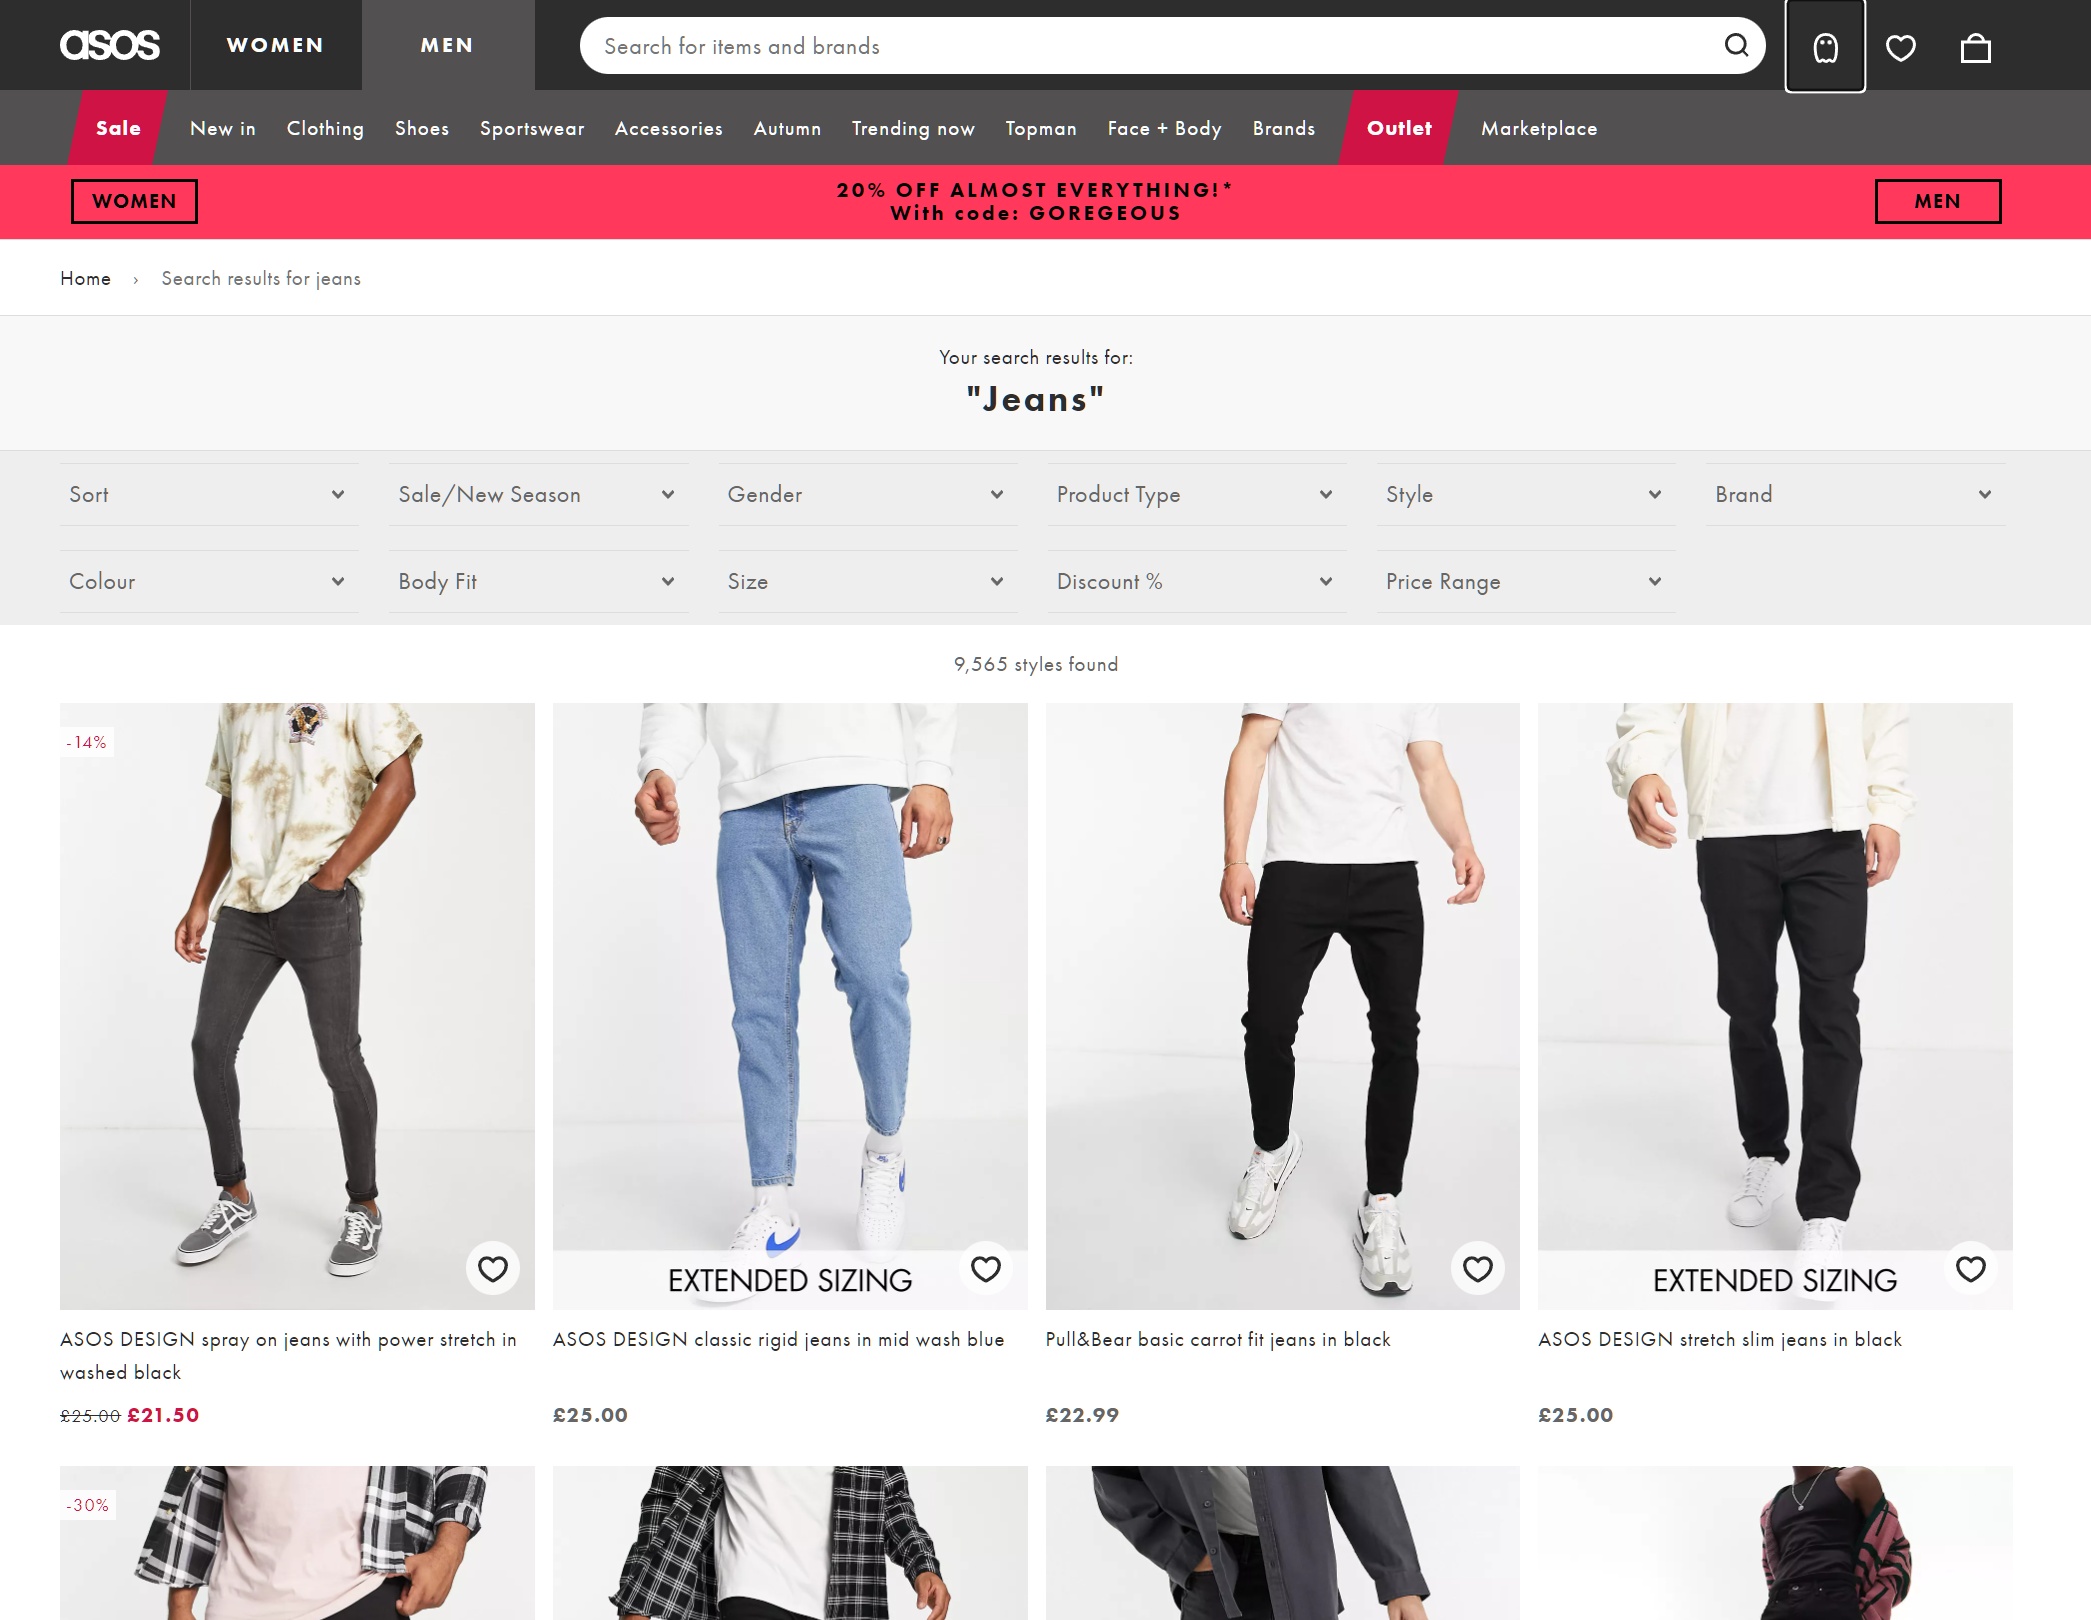 asos
WOMEN
MEN
Search for items and brands
Sale
New in
Clothing
Shoes
Sportswear
Accessories
Autumn
Trending now
Topman
Face + Body
Brands
Outlet
Marketplace
WOMEN
20% OFF ALMOST EVERYTHING!*
With code: GOREGEOUS
MEN
Home › Search results for jeans
Your search results for:
"Jeans"
Sort
Sale/New Season
Gender
Product Type
Style
Brand
Colour
Body Fit
Size
Discount %
Price Range
9,565 styles found
-14%
EXTENDED SIZING
EXTENDED SIZING
ASOS DESIGN spray on jeans with power stretch in
washed black
£25.00 £21.50
ASOS DESIGN classic rigid jeans in mid wash blue
£25.00
Pull&Bear basic carrot fit jeans in black
£22.99
ASOS DESIGN stretch slim jeans in black
£25.00
-30%